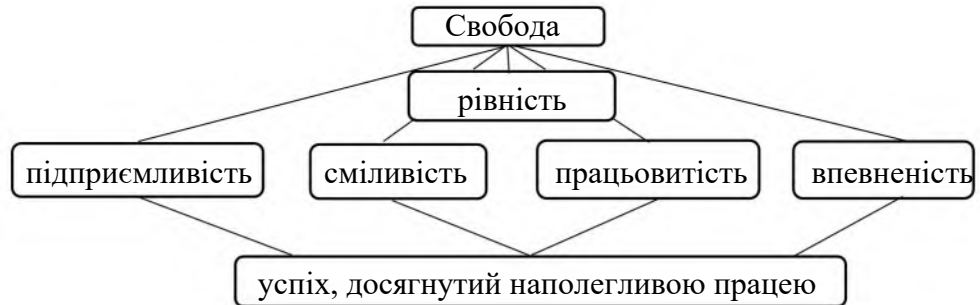 Свобода
рівність
підприємливість
сміливість
працьовитість
впевненість
успіх, досягнутий наполегливою працею